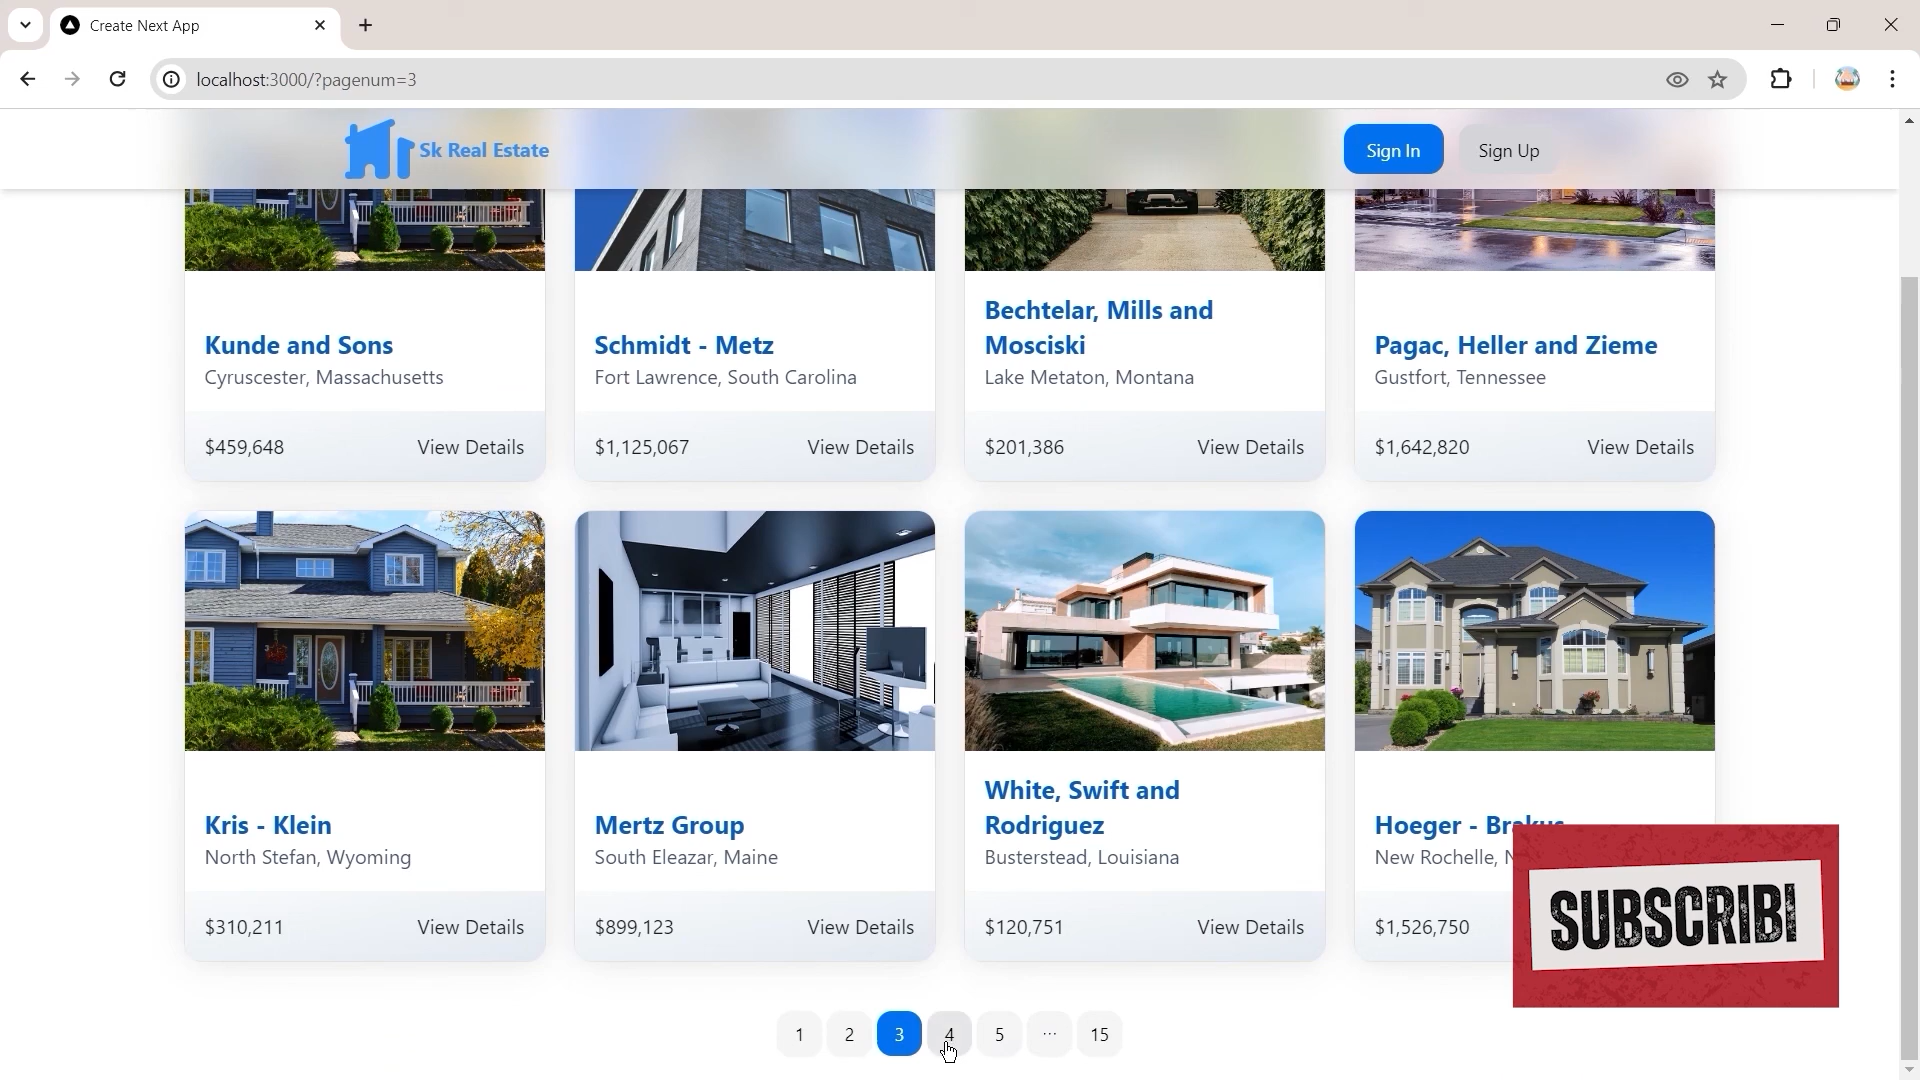 Create Next App
localhost:3000/?pagenum=3
Sk Real Estate
Sign In
Sign Up
Kunde and Sons
Cyruscester, Massachusetts
$459,648
View Details
Schmidt - Metz
Fort Lawrence, South Carolina
$1,125,067
View Details
Bechtelar, Mills and
Mosciski
Lake Metaton, Montana
$201,386
View Details
Pagac, Heller and Zieme
Gustfort, Tennessee
$1,642,820
View Details
Kris - Klein
North Stefan, Wyoming
$310,211
View Details
Mertz Group
South Eleazar, Maine
$899,123
View Details
White, Swift and
Rodriguez
Busterstead, Louisiana
$120,751
View Details
Hoeger -
New Rochelle,
$1,526,750
SUBSCRIBI
1 2 3 4 5 ... 15